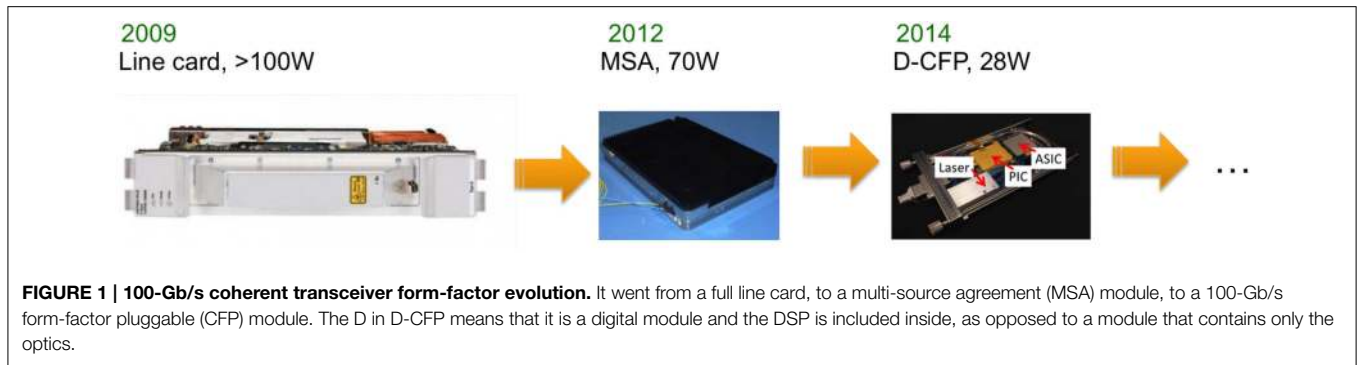 2009
Line card, >100W
2012
MSA, 70W
2014
D-CFP, 28W
Laser
PIC
ASIC
...
FIGURE 1 | 100-Gb/s coherent transceiver form-factor evolution. It went from a full line card, to a multi-source agreement (MSA) module, to a 100-Gb/s
form-factor pluggable (CFP) module. The D in D-CFP means that it is a digital module and the DSP is included inside, as opposed to a module that contains only the
optics.